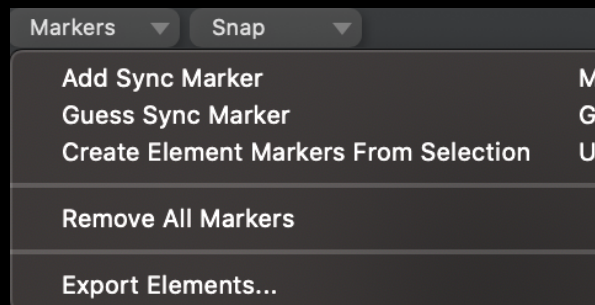 Markers Snap
Add Sync Marker M
Guess Sync Marker G
Create Element Markers From Selection U
Remove All Markers
Export Elements...